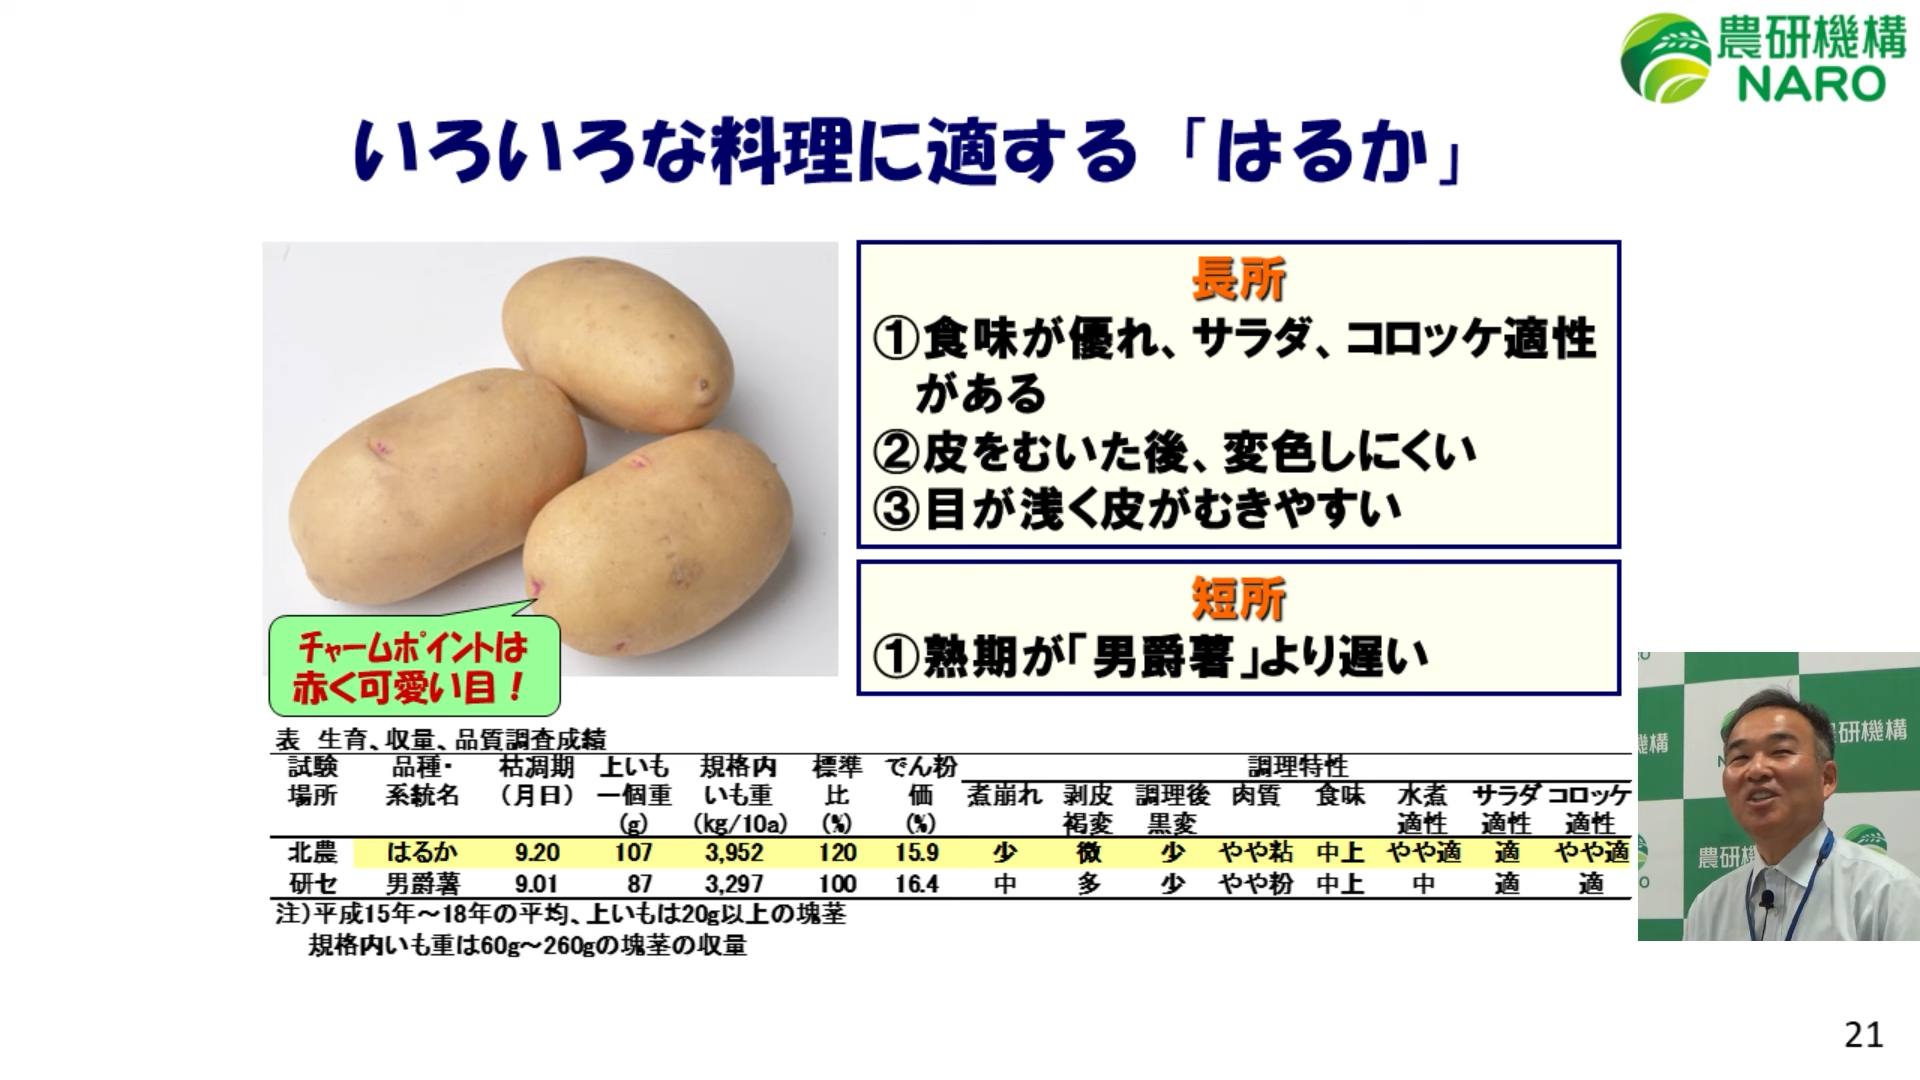 農研機構
NARO
いろいろな料理に適する「はるか」
長所
①食味が優れ、サラダ、コロッケ適性
がある
②皮をむいた後、変色しにくい
③目が浅く皮がむきやすい
短所
①熟期が「男爵薯」より遅い
チャームポイントは
赤く可愛い目！
表　生育、収量、品質調査成績
試験 品種・ 枯凋期 上いも 規格内 標準 でん粉 調理特性
場所 系統名 （月日） 一個重 いも重 比 価 煮崩れ 剥皮 調理後 肉質 食味 水煮 サラダ コロッケ
(g) (kg/10a) (%) (%) 褐変 黒変 適性 適性 適性
北農 はるか 9.20 107 3,952 120 15.9 少 微 少 やや粘 中上 やや適 適 やや適
研セ 男爵薯 9.01 87 3,297 100 16.4 中 多 少 やや粉 中上 中 適 適
注）平成15年～18年の平均、上いもは20g以上の塊茎
規格内いも重は60g～260gの塊茎の収量
機構
研機構
農研機
21